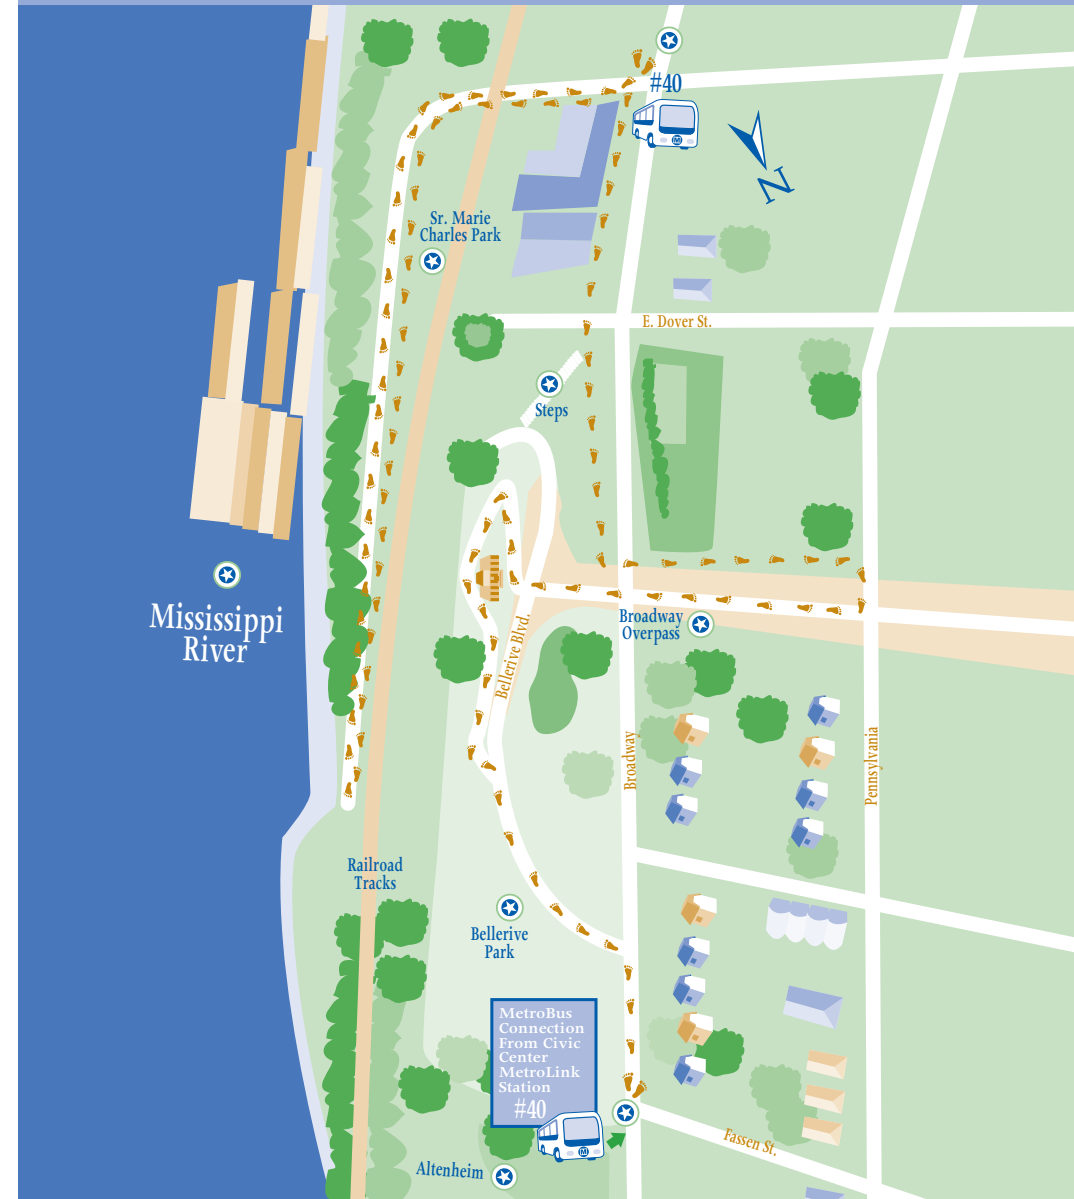 #40
N
Sr. Marie
Charles Park
E. Dover St.
Steps
Mississippi
River
Broadway
Overpass
Bellerive Blvd.
Broadway
Pennsylvania
Railroad
Tracks
Bellerive
Park
MetroBus
Connection
From Civic
Center
MetroLink
Station
#40
Fassen St.
Altenheim